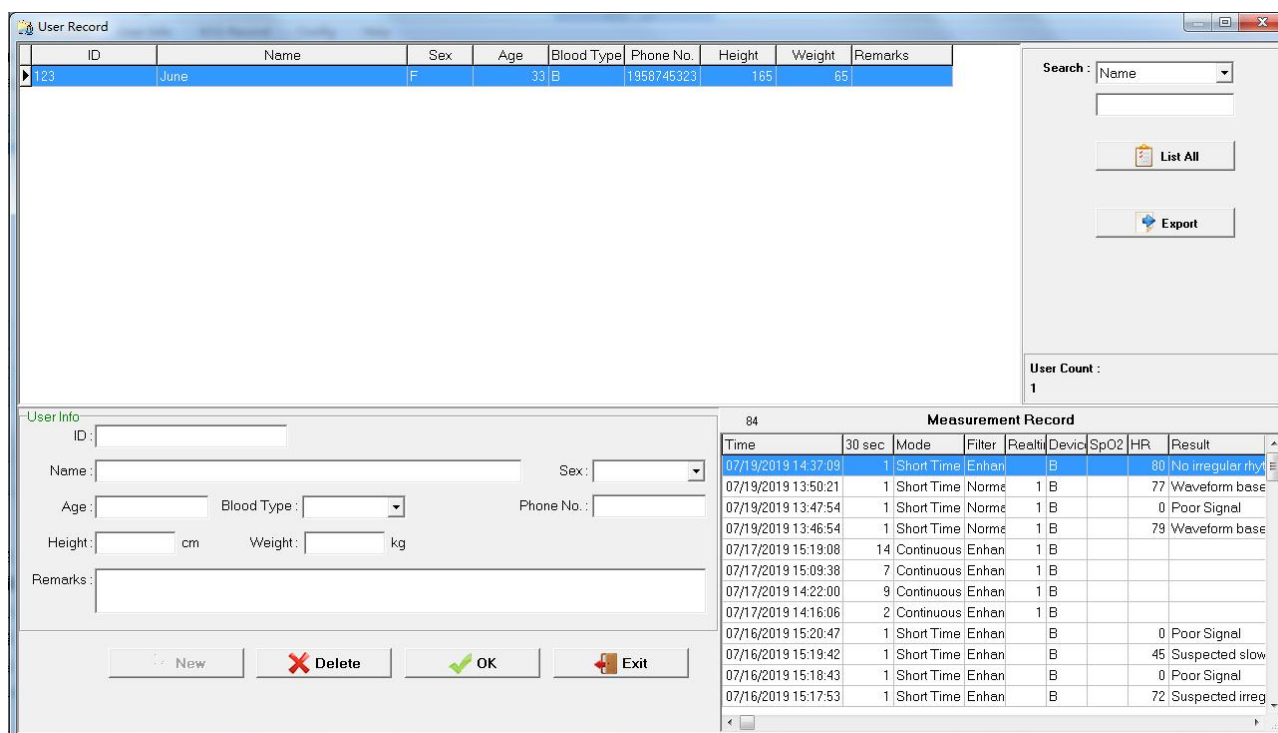 User Record
ID Name Sex Age Blood Type Phone No. Height Weight Remarks
123 June F 33 B 1958745323 165 65
Search : Name
List All
Export
User Count :
1
User Info
ID :
Name : Sex :
Age : Blood Type : Phone No. :
Height : cm Weight : kg
Remarks :
New Delete OK Exit
84 Measurement Record
Time 30 sec Mode Filter Realti Devic SpO2 HR Result
07/19/2019 14:37:09 1 Short Time Enhan B 80 No irregular rhyt
07/19/2019 13:50:21 1 Short Time Norma 1 B 77 Waveform base
07/19/2019 13:47:54 1 Short Time Norma 1 B 0 Poor Signal
07/19/2019 13:46:54 1 Short Time Norma 1 B 79 Waveform base
07/17/2019 15:19:08 14 Continuous Enhan 1 B
07/17/2019 15:09:38 7 Continuous Enhan 1 B
07/17/2019 14:22:00 9 Continuous Enhan 1 B
07/17/2019 14:16:06 2 Continuous Enhan 1 B
07/16/2019 15:20:47 1 Short Time Enhan B 0 Poor Signal
07/16/2019 15:19:42 1 Short Time Enhan B 45 Suspected slow
07/16/2019 15:18:43 1 Short Time Enhan B 0 Poor Signal
07/16/2019 15:17:53 1 Short Time Enhan B 72 Suspected irreg